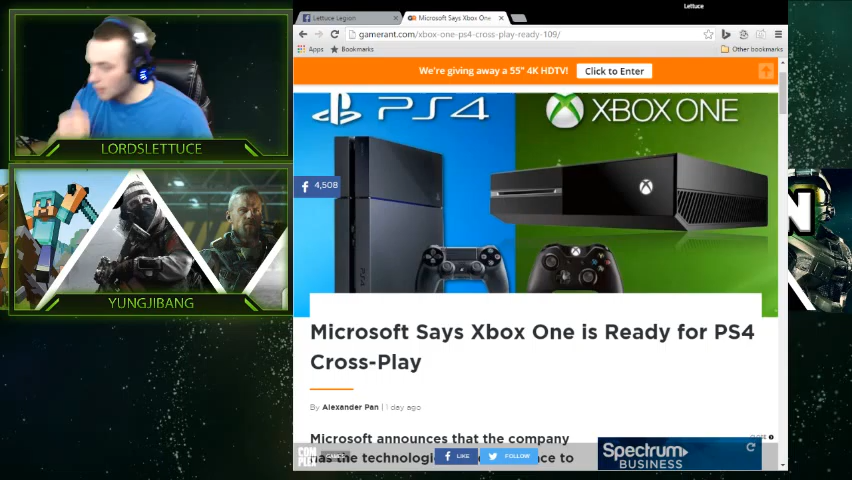 Lettuce
Lettuce Legion
Microsoft Says Xbox One
gamerant.com/xbox-one-ps4-cross-play-ready-109/
Apps
Bookmarks
Other bookmarks
We're giving away a 55" 4K HDTV!
Click to Enter
PS4
XBOX ONE
4,508
LORDSLETTUCE
YUNGJIBANG
Microsoft Says Xbox One is Ready for PS4
Cross-Play
By Alexander Pan | 1 day ago
Microsoft announces that the company
has the
to
LIKE
FOLLOW
Spectrum
BUSINESS